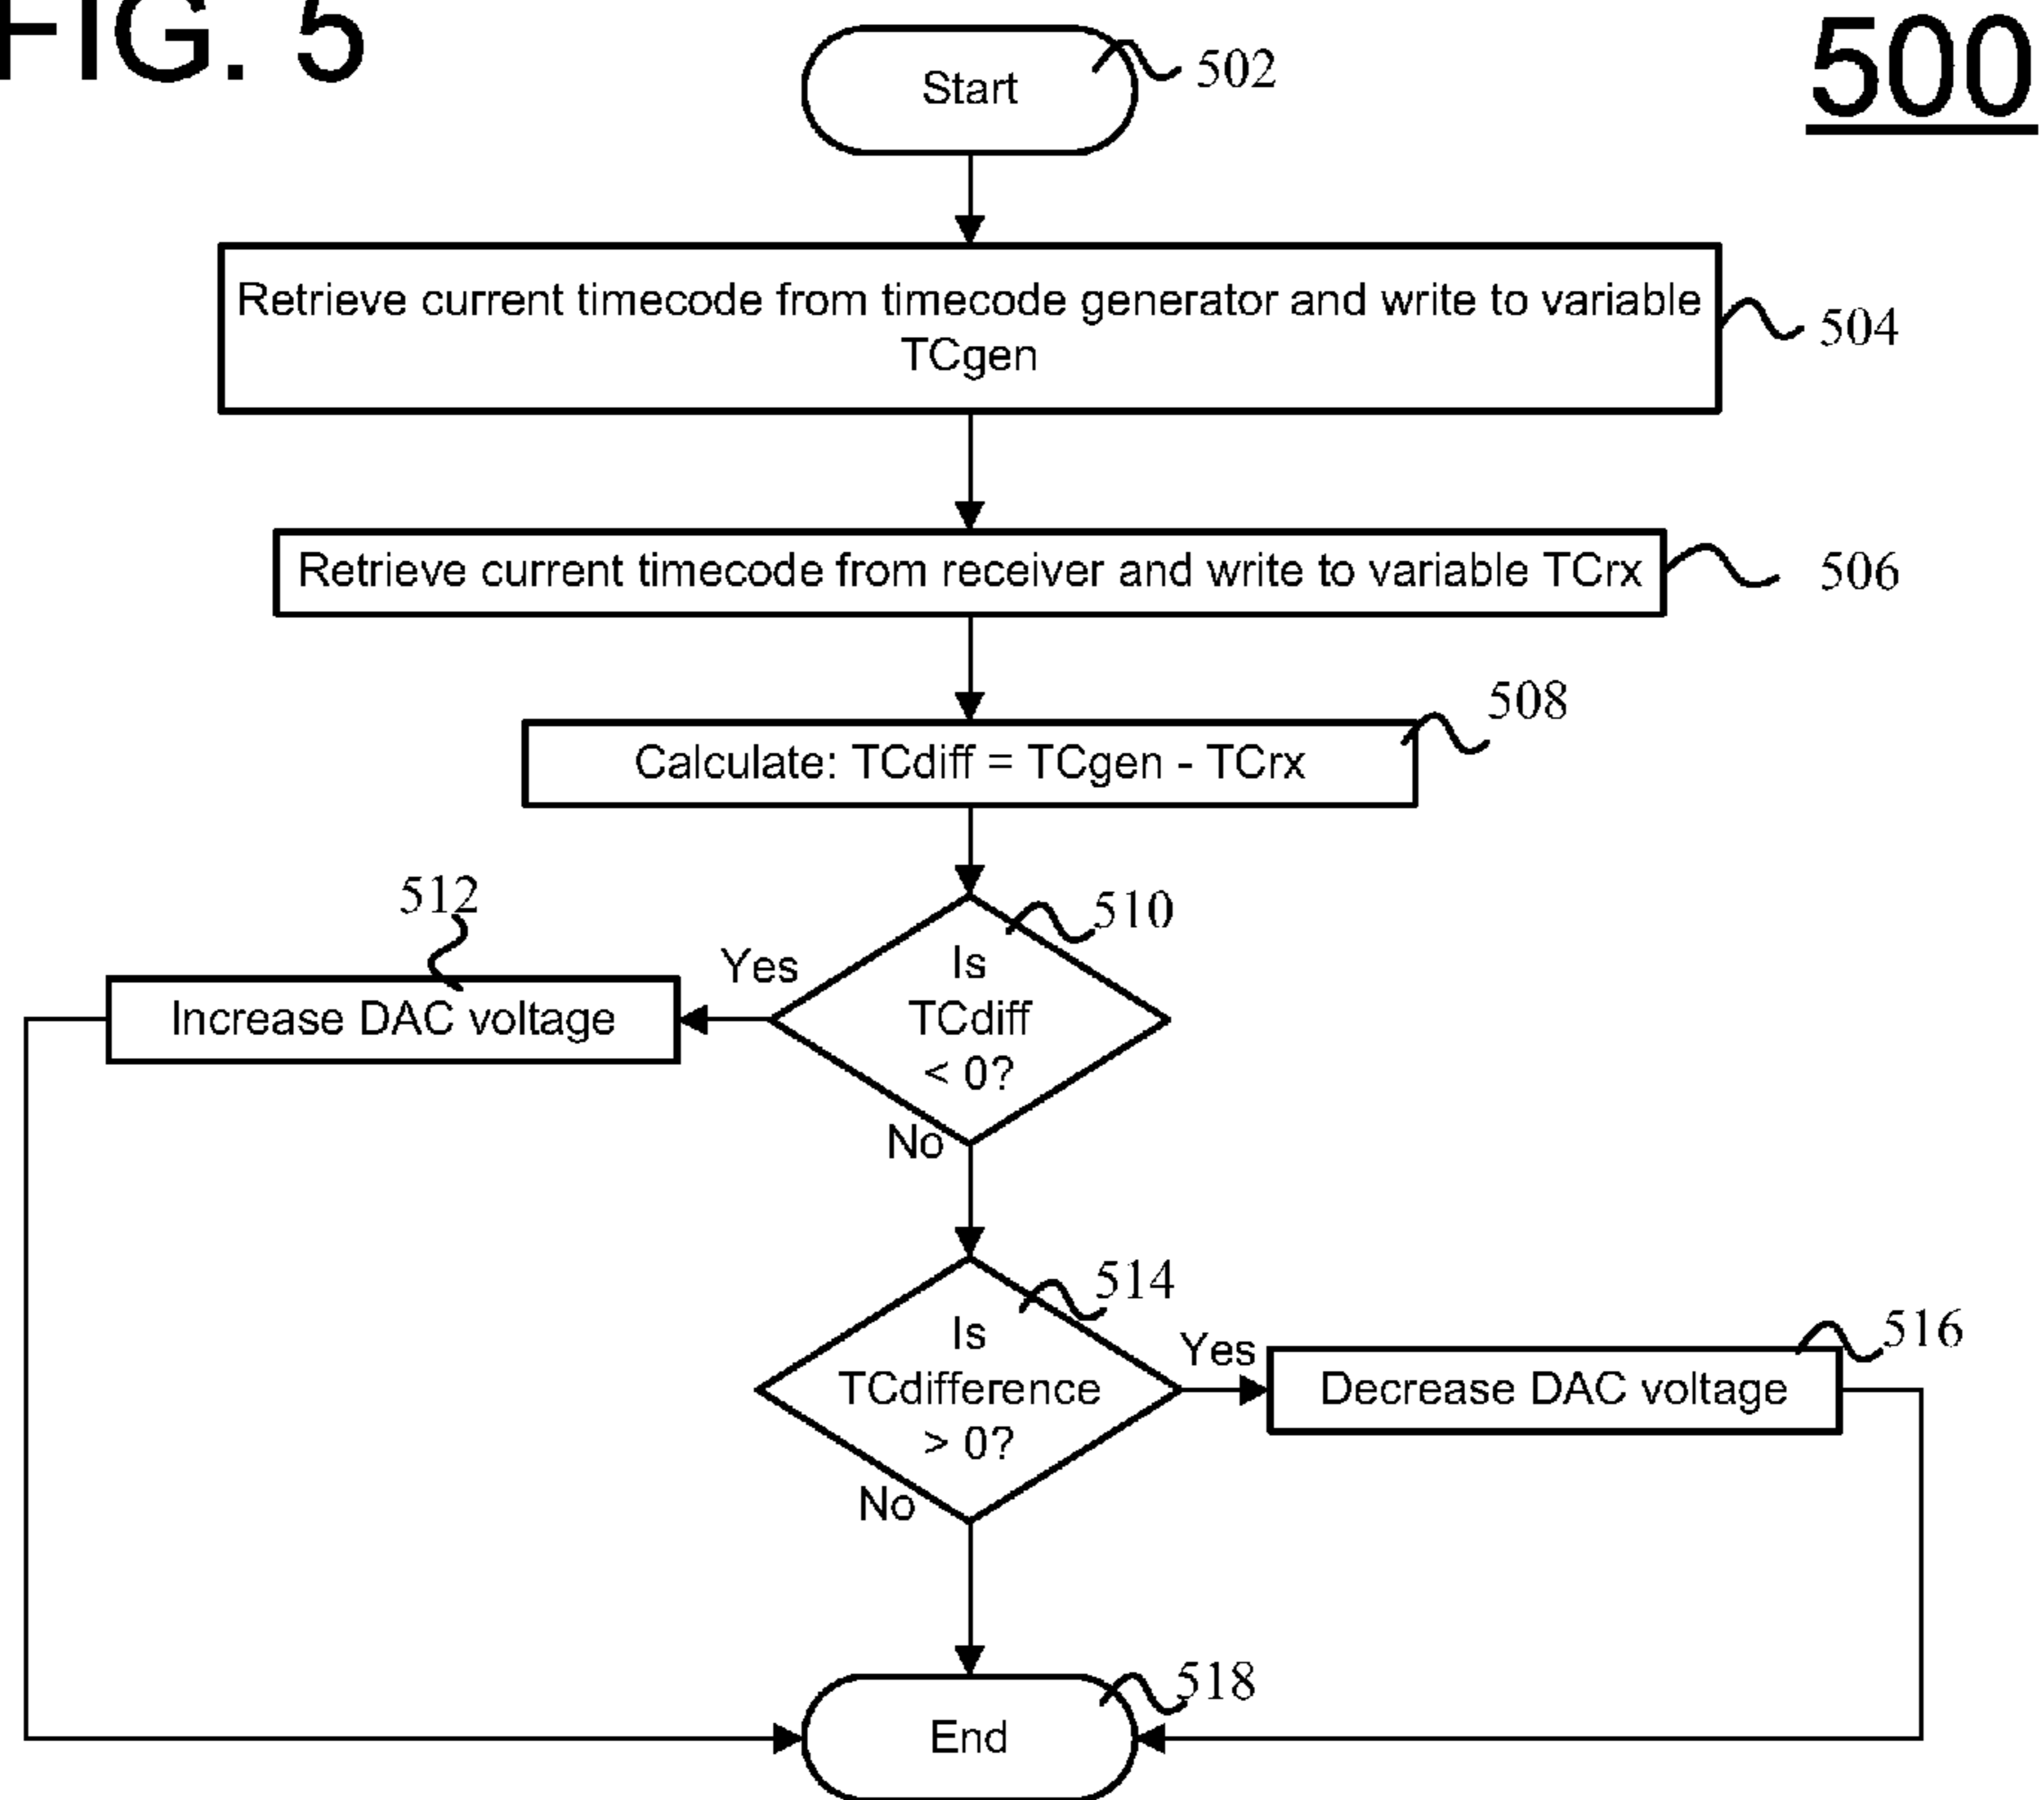 FIG. 5
500
Start
502
Retrieve current timecode from timecode generator and write to variable
TCgen
504
Retrieve current timecode from receiver and write to variable TCrx
506
508
Calculate: TCdiff = TCgen - TCrx
512
510
Increase DAC voltage
Yes
Is
TCdiff
< 0?
No
514
516
Is
TCdifference
> 0?
Yes
Decrease DAC voltage
No
518
End